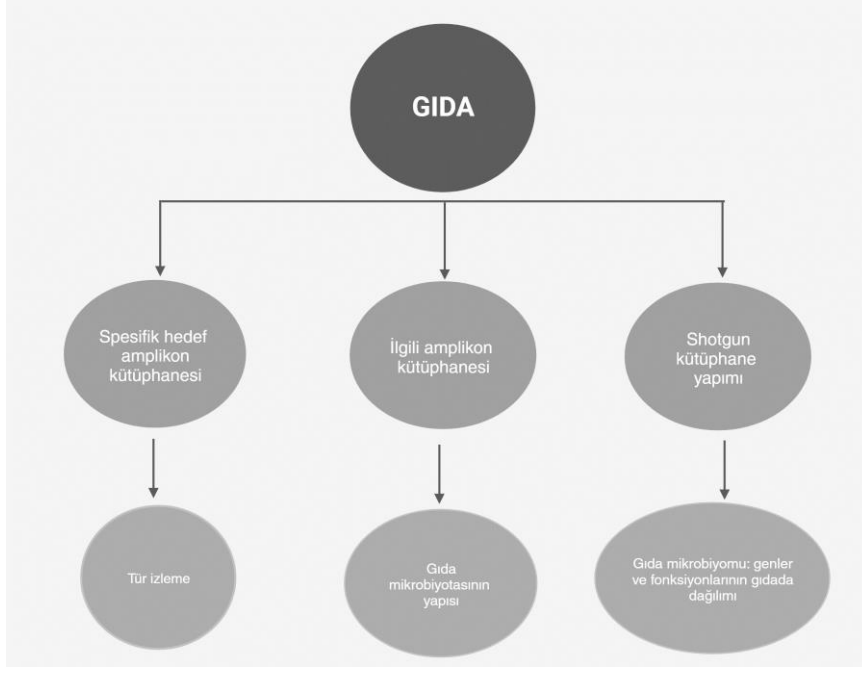 GIDA
Spesifik hedef
amplikon
kütüphanesi
İlgili amplikon
kütüphanesi
Shotgun
kütüphane
yapımı
Tür izleme
Gıda
mikrobiyotasının
yapısı
Gıda mikrobiyomu: genler
ve fonksiyonlarının gıdada
dağılımı